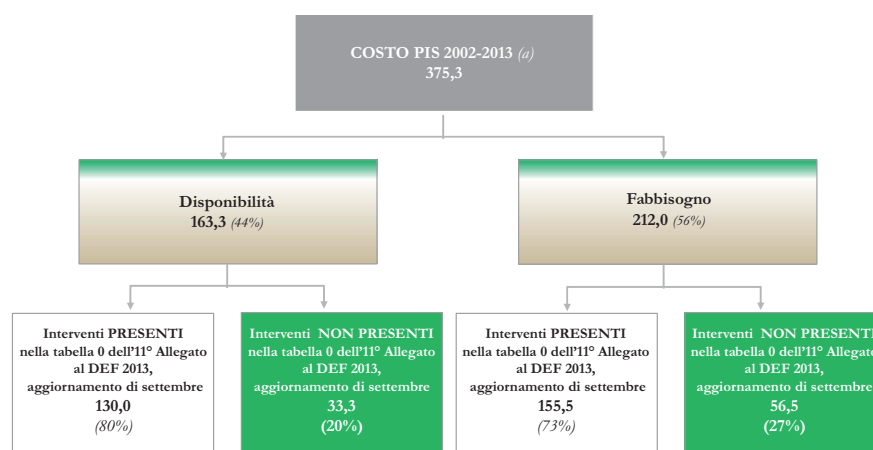 COSTO PIS 2002-2013 (a)
375,3
Disponibilità
163,3 (44%)
Fabbisogno
212,0 (56%)
Interventi PRESENTI
nella tabella 0 dell'11° Allegato
al DEF 2013,
aggiornamento di settembre
130,0
(80%)
Interventi NON PRESENTI
nella tabella 0 dell'11° Allegato
al DEF 2013,
aggiornamento di settembre
33,3
(20%)
Interventi PRESENTI
nella tabella 0 dell'11° Allegato
al DEF 2013,
aggiornamento di settembre
155,5
(73%)
Interventi NON PRESENTI
nella tabella 0 dell'11° Allegato
al DEF 2013,
aggiornamento di settembre
56,5
(27%)